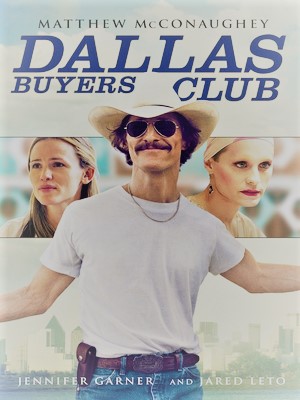 MATTHEW McCONAUGHEY
DALLAS
BUYERS CLUB
JENNIFER GARNER AND JARED LETO